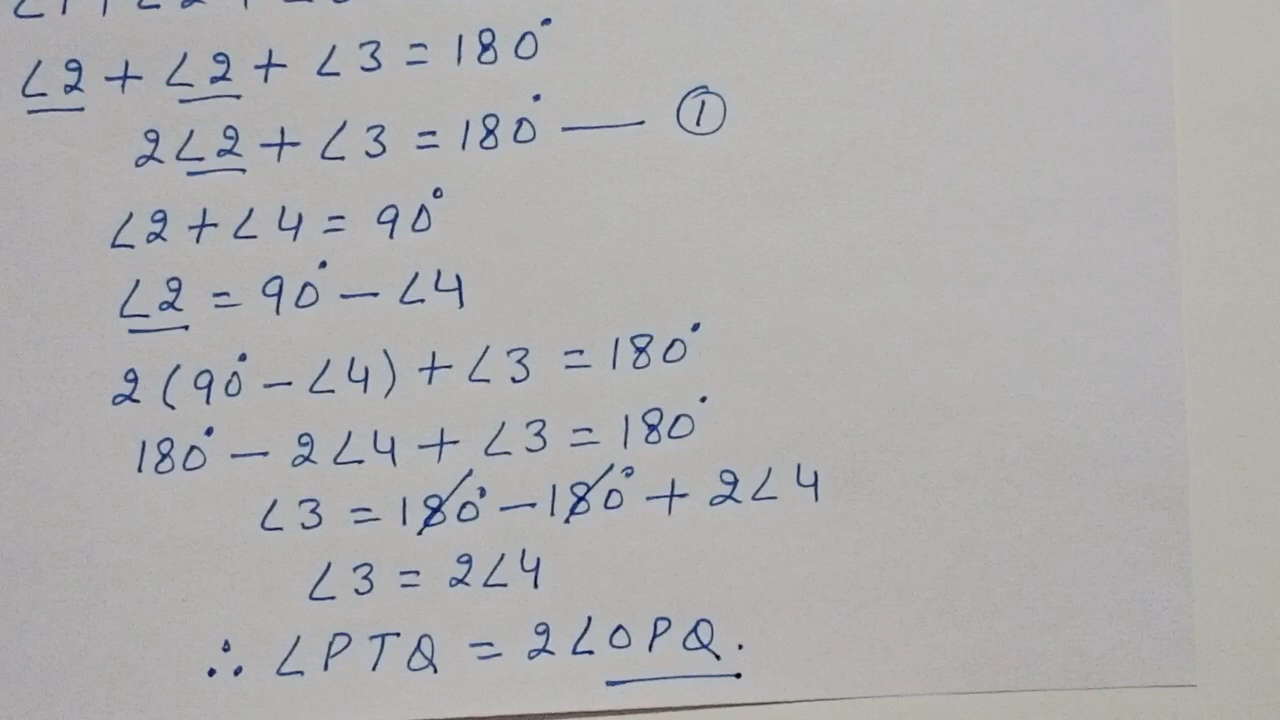 ∠2 + ∠2 + ∠3 = 180°
2∠2 + ∠3 = 180° — ①
∠2 + ∠4 = 90°
∠2 = 90° - ∠4
2(90° - ∠4) + ∠3 = 180°
180° - 2∠4 + ∠3 = 180°
∠3 = 180° - 180° + 2∠4
∠3 = 2∠4
∴ ∠PTQ = 2∠OPQ.